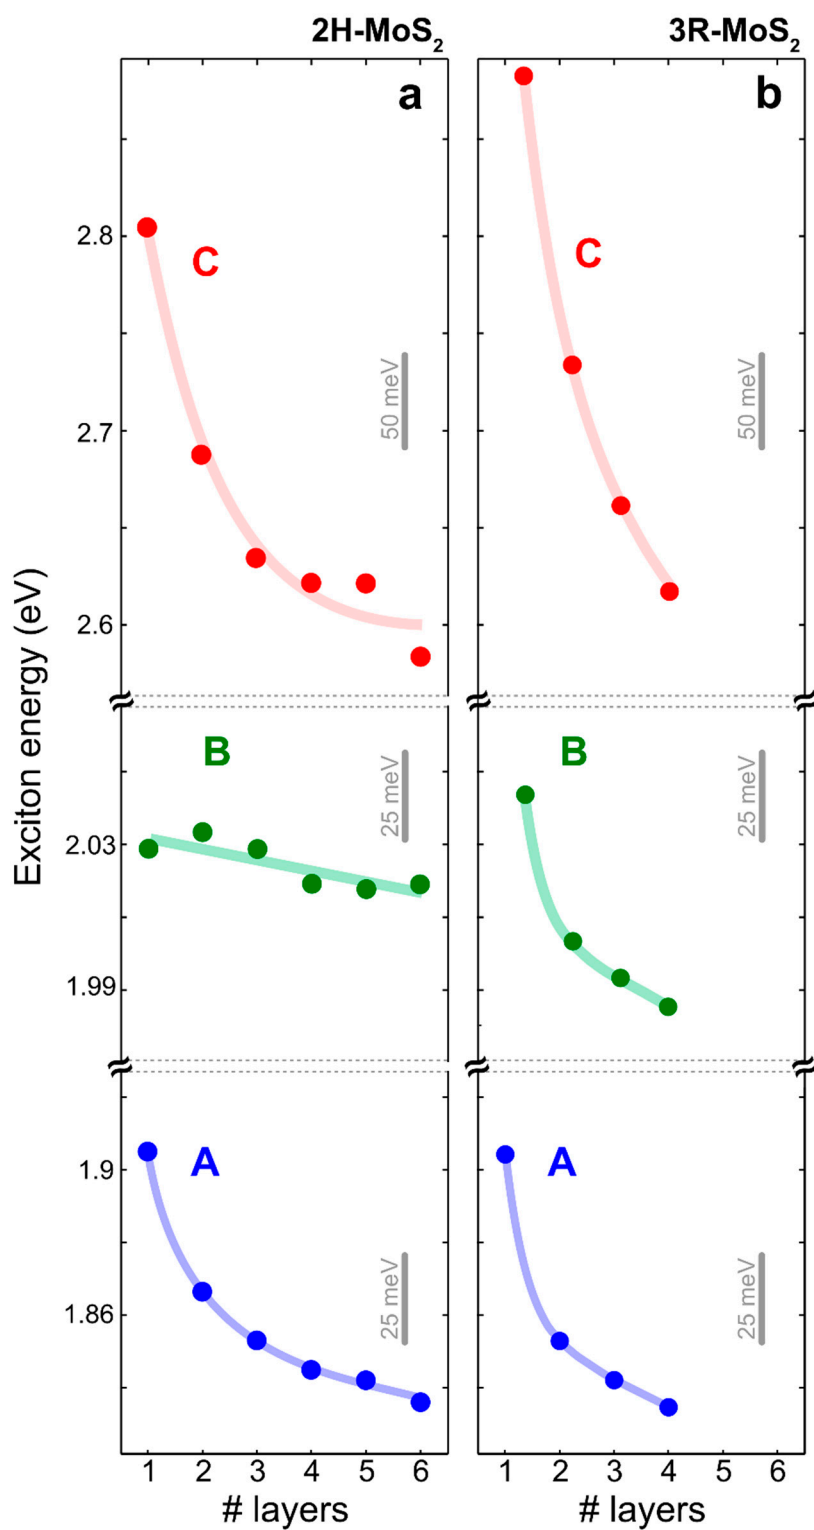 2H-MoS2
3R-MoS2
a
b
C
C
50 meV
50 meV
2.8
2.7
2.6
Exciton energy (eV)
B
B
25 meV
25 meV
2.03
1.99
A
A
25 meV
25 meV
1.9
1.86
1 2 3 4 5 6
1 2 3 4 5 6
# layers
# layers